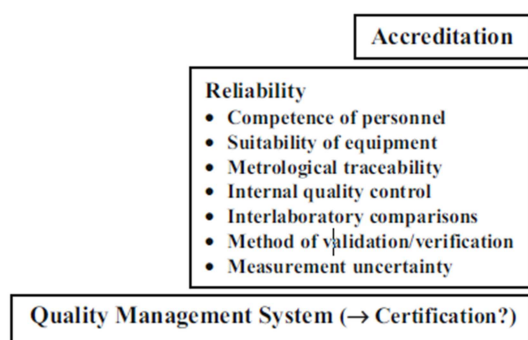 Accreditation
Reliability
• Competence of personnel
• Suitability of equipment
• Metrological traceability
• Internal quality control
• Interlaboratory comparisons
• Method of validation/verification
• Measurement uncertainty
Quality Management System (→ Certification?)